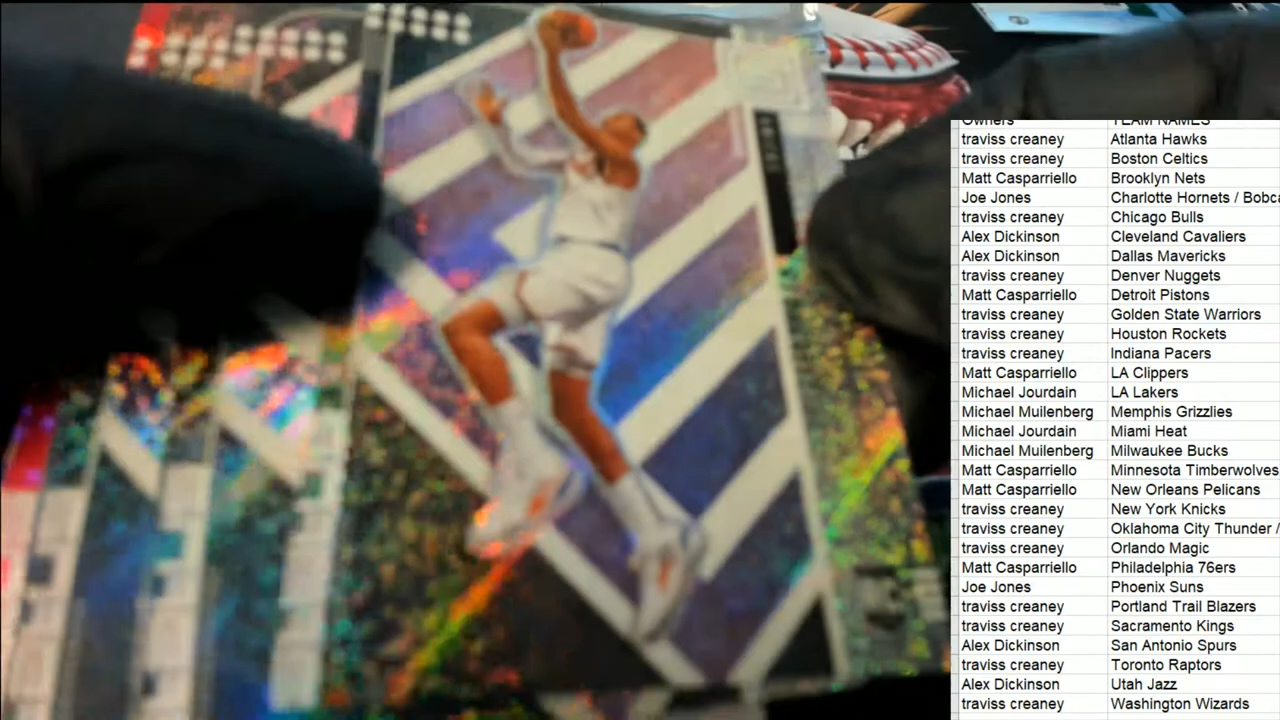 Owners TEAM NAMES
traviss creaney Atlanta Hawks
traviss creaney Boston Celtics
Matt Casparriello Brooklyn Nets
Joe Jones Charlotte Hornets / Bobca
traviss creaney Chicago Bulls
Alex Dickinson Cleveland Cavaliers
Alex Dickinson Dallas Mavericks
traviss creaney Denver Nuggets
Matt Casparriello Detroit Pistons
traviss creaney Golden State Warriors
traviss creaney Houston Rockets
traviss creaney Indiana Pacers
Matt Casparriello LA Clippers
Michael Jourdain LA Lakers
Michael Muilenberg Memphis Grizzlies
Michael Jourdain Miami Heat
Michael Muilenberg Milwaukee Bucks
Matt Casparriello Minnesota Timberwolves
Matt Casparriello New Orleans Pelicans
traviss creaney New York Knicks
traviss creaney Oklahoma City Thunder /
traviss creaney Orlando Magic
Matt Casparriello Philadelphia 76ers
Joe Jones Phoenix Suns
traviss creaney Portland Trail Blazers
traviss creaney Sacramento Kings
Alex Dickinson San Antonio Spurs
traviss creaney Toronto Raptors
Alex Dickinson Utah Jazz
traviss creaney Washington Wizards